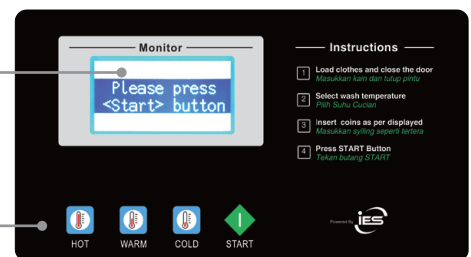 Monitor
Please press
<Start> button
HOT
WARM
COLD
START
Instructions
1 Load clothes and close the door
Masukkan kain dan tutup pintu
2 Select wash temperature
Pilih Suhu Cucian
3 Insert coins as per displayed
Masukkan syiling seperti tertera
4 Press START Button
Tekan butang START
Powered By iES